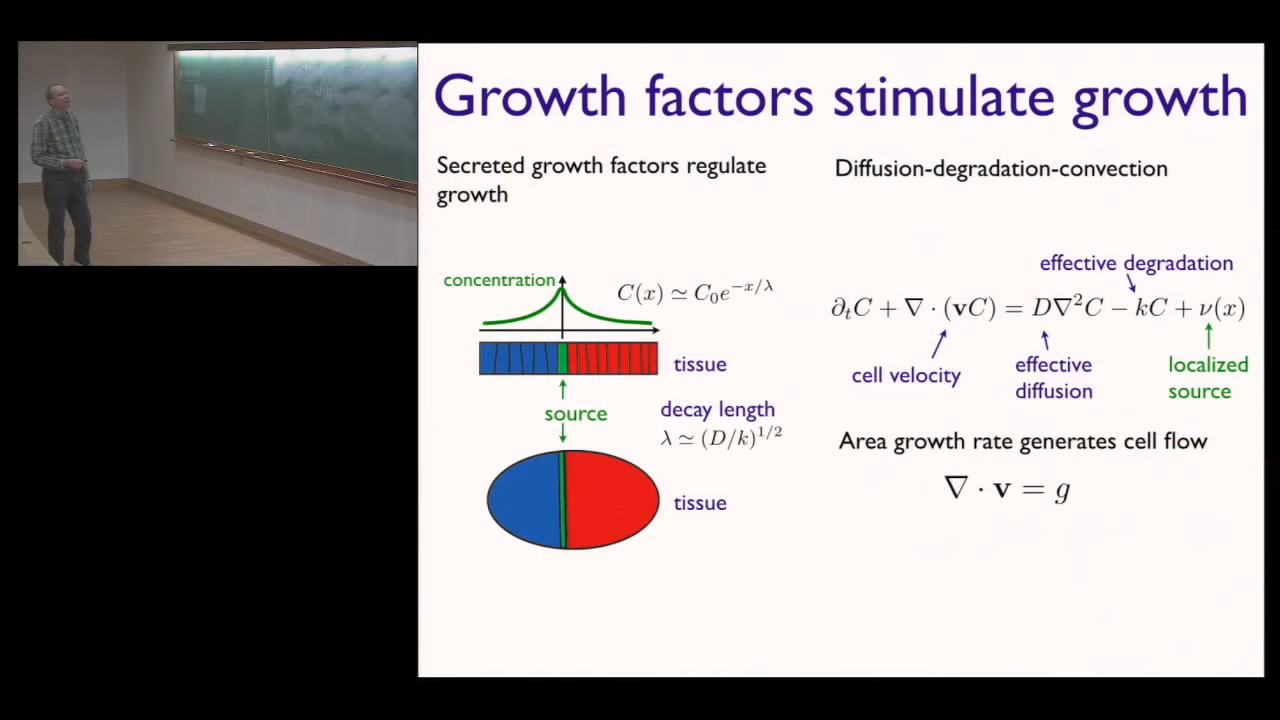 Growth factors stimulate growth
Secreted growth factors regulate
growth
concentration
C(x) ≃ C₀e^{-x/λ}
tissue
source
decay length
λ ≃ (D/k)^{1/2}
tissue
Diffusion-degradation-convection
effective degradation
∂ₜC + ∇ · (vC) = D∇²C − kC + ν(x)
cell velocity
effective
diffusion
localized
source
Area growth rate generates cell flow
∇ · v = g